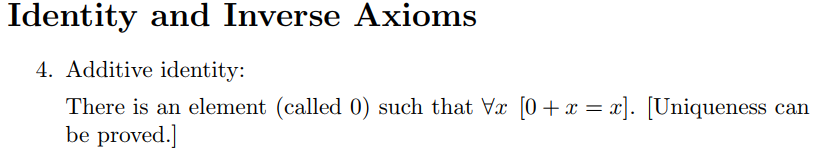 Identity and Inverse Axioms
4. Additive identity:
There is an element (called 0) such that ∀x [0 + x = x]. [Uniqueness can
be proved.]